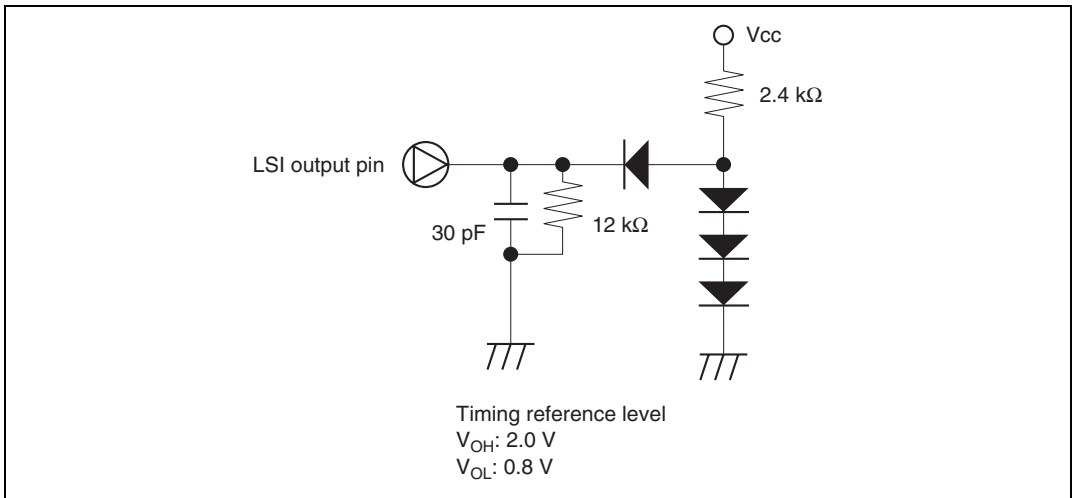 Vcc
2.4 kΩ
LSI output pin
30 pF
12 kΩ
Timing reference level
VOH: 2.0 V
VOL: 0.8 V